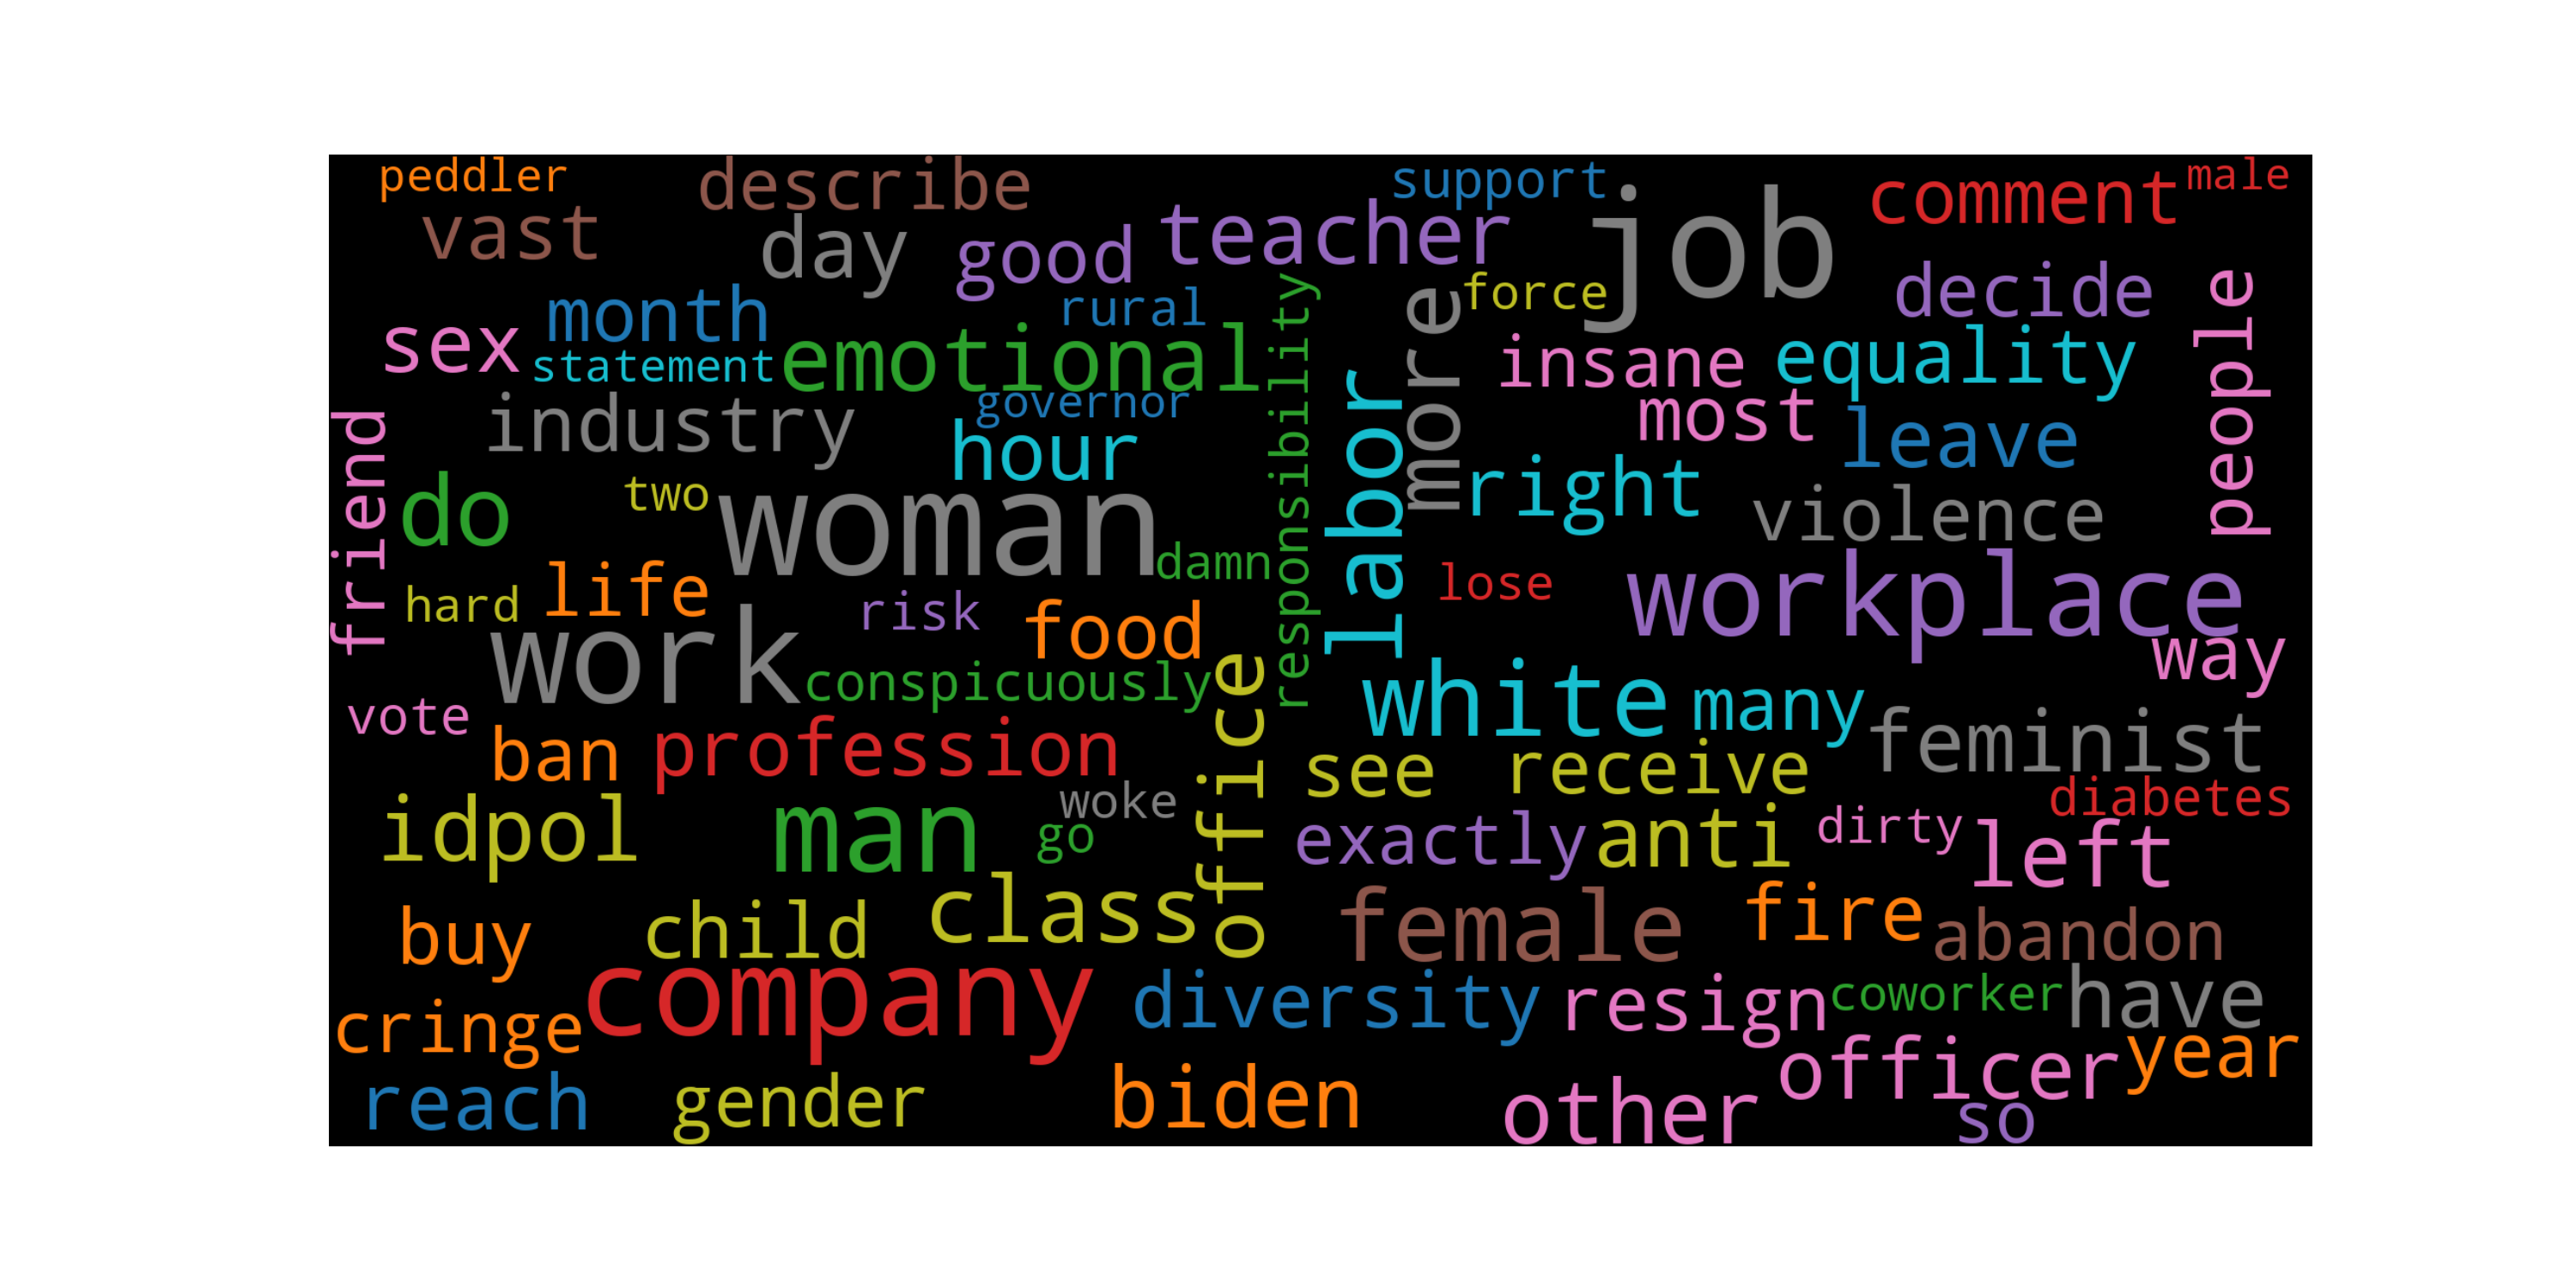 peddler
describe
support
male
vast
day
good
teacher
job
comment
month
rural
force
decide
people
sex
statement
emotional
responsibility
more
insane
equality
governor
industry
hour
labor
most
leave
friend
do
two
woman
right
violence
damn
hard
life
risk
food
lose
workplace
work
conspicuously
way
vote
office
white
many
ban
profession
see
receive
feminist
woke
diabetes
idpol
man
go
exactly
anti
dirty
left
buy
child
class
female
fire
abandon
cringe
company
diversity
resign
coworker
have
reach
gender
biden
other
officer
year
so